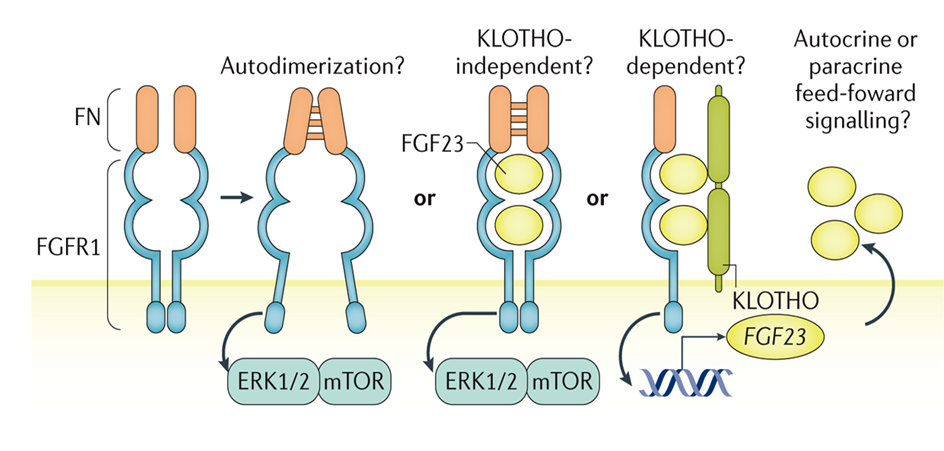 Autodimerization?
KLOTHO-
independent?
KLOTHO-
dependent?
Autocrine or
paracrine
feed-foward
signalling?
FN
FGF23
FGFR1
or
or
KLOTHO
FGF23
ERK1/2
mTOR
ERK1/2
mTOR